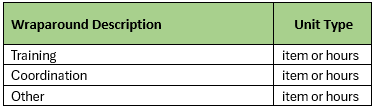 Wraparound Description Unit Type
Training item or hours
Coordination item or hours
Other item or hours